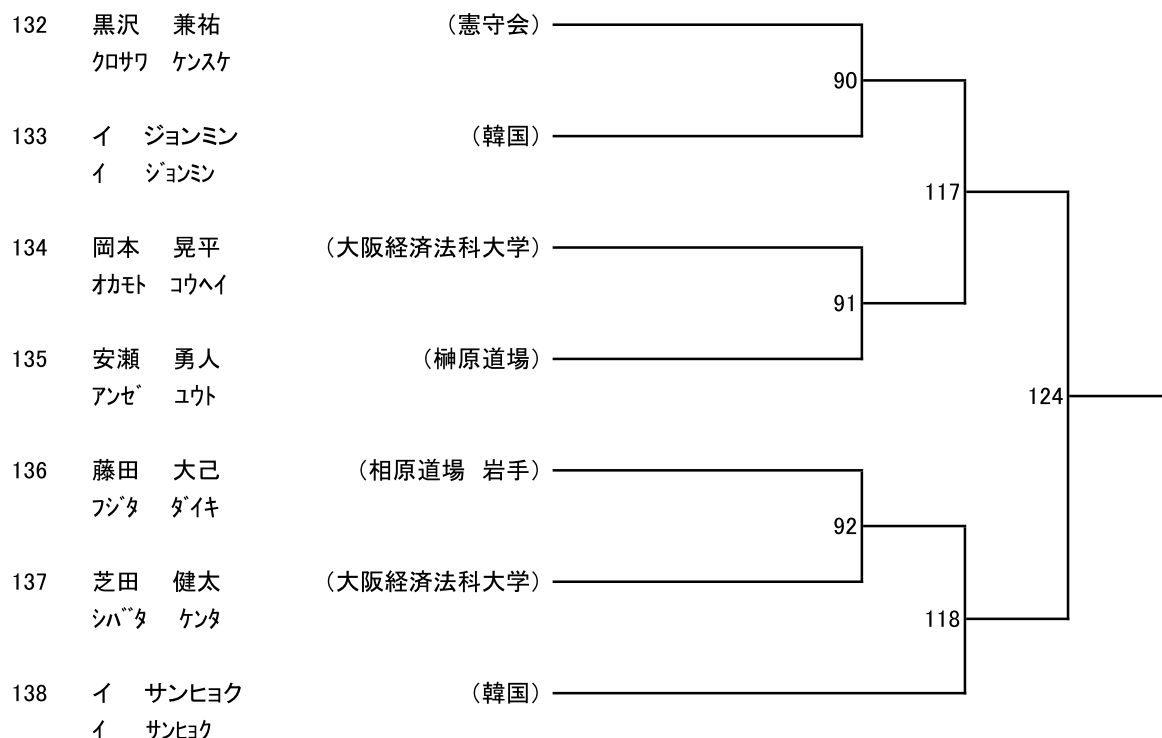 132 黒沢 兼祐 （憲守会）
ｸﾛｻﾜ ｹﾝｽｹ
90
133 イ ジョンミン （韓国）
ｲ ｼﾞｮﾝﾐﾝ
117
134 岡本 晃平 （大阪経済法科大学）
ｵｶﾓﾄ ｺｳﾍｲ
91
135 安瀬 勇人 （榊原道場）
ｱﾝｾﾞ ﾕｳﾄ
124
136 藤田 大己 （相原道場 岩手）
ﾌｼﾞﾀ ﾀﾞｲｷ
92
137 芝田 健太 （大阪経済法科大学）
ｼﾊﾞﾞﾀ ｹﾝﾀ
118
138 イ サンヒョク （韓国）
ｲ ｻﾝﾋｮｸ